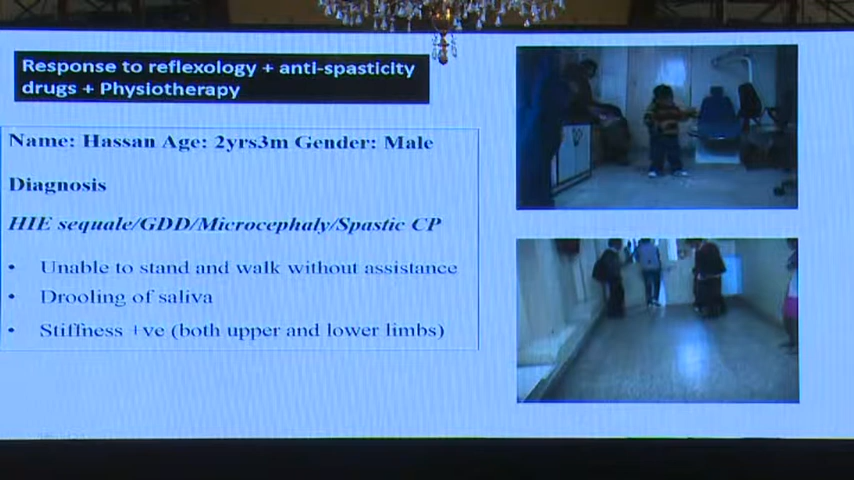 Response to reflexology + anti-spasticity
drugs + Physiotherapy
Name: Hassan Age: 2yrs3m Gender: Male
Diagnosis
HIE sequale/GDD/Microcephaly/Spastic CP
• Unable to stand and walk without assistance
• Drooling of saliva
• Stiffness +ve (both upper and lower limbs)